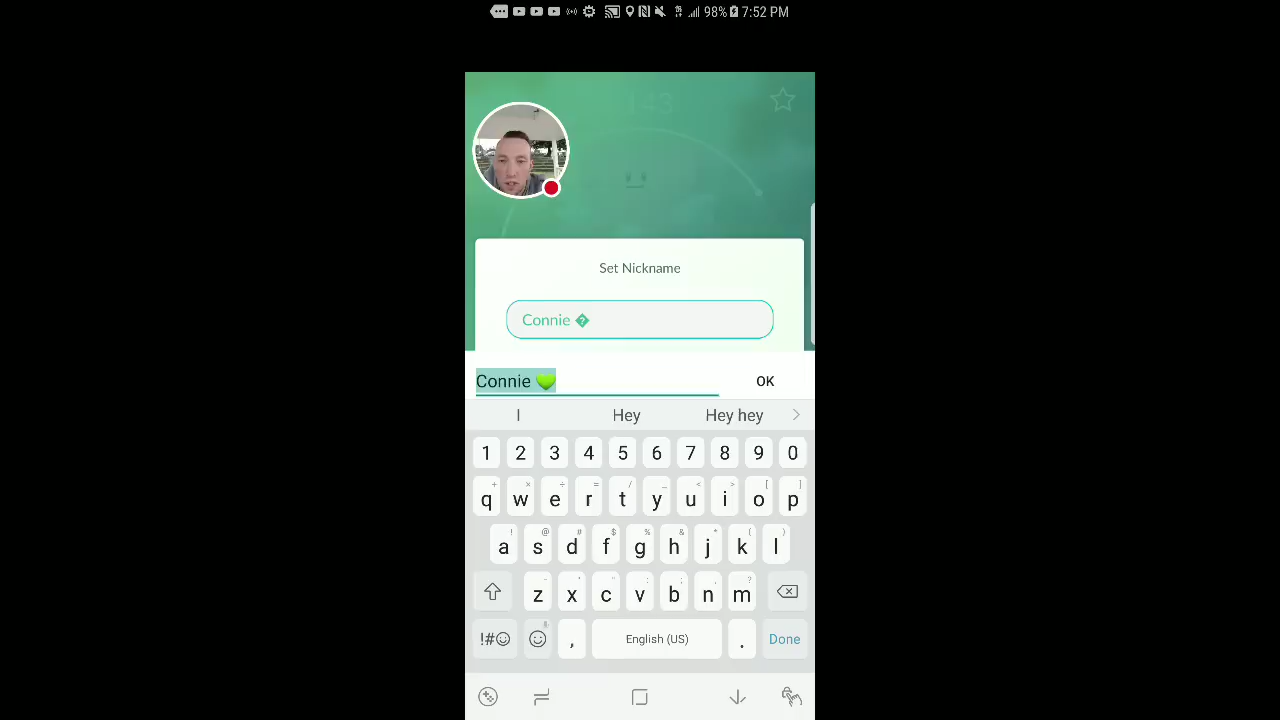 98% 7:52 PM
143
Set Nickname
Connie �
Connie 💚 OK
I Hey Hey hey
1 2 3 4 5 6 7 8 9 0
+ × ÷ = / _ < > [ ]
q w e r t y u i o p
! @ # $ % & * ( )
a s d f g h j k l
- ' " : ; , ?
z x c v b n m
!#☺ , English (US) . Done